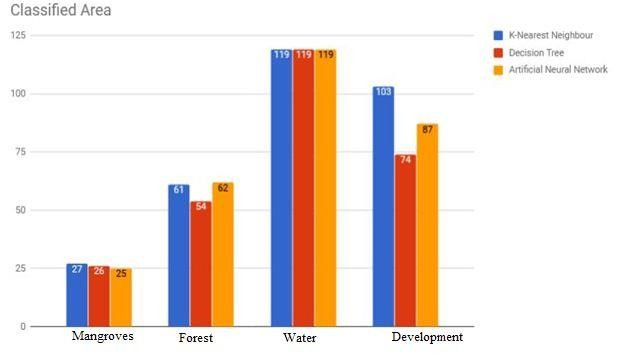 Classified Area
K-Nearest Neighbour
Decision Tree
Artificial Neural Network
125
100
75
50
25
0
27 26 25
61 54 62
119 119 119
103 74 87
Mangroves Forest Water Development